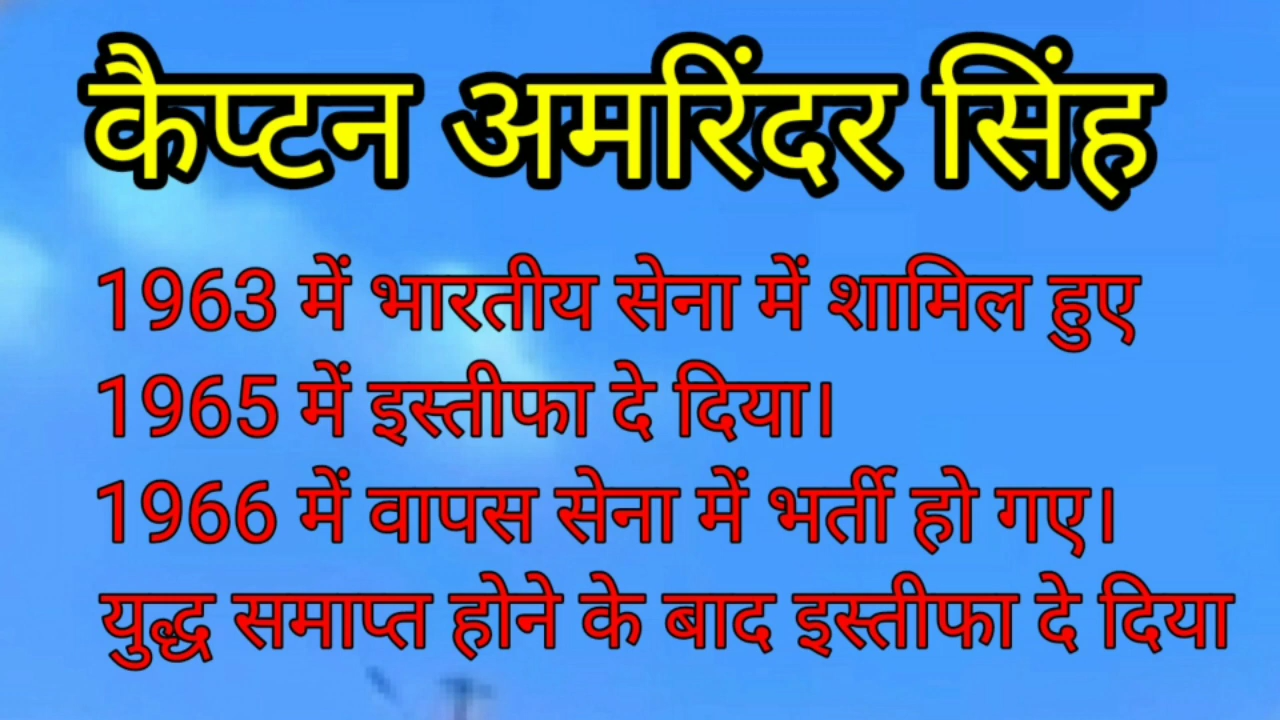 कैप्टन अमरिंदर सिंह
1963 में भारतीय सेना में शामिल हुए
1965 में इस्तीफा दे दिया।
1966 में वापस सेना में भर्ती हो गए।
युद्ध समाप्त होने के बाद इस्तीफा दे दिया